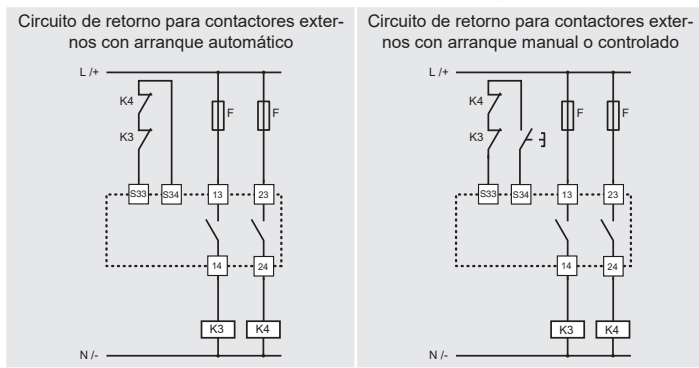 Circuito de retorno para contactores exter-
nos con arranque automático
L /+
K4
F
F
K3
S33
S34
13
23
14
24
K3
K4
N /-
Circuito de retorno para contactores exter-
nos con arranque manual o controlado
L /+
K4
F
F
K3
S33
S34
13
23
14
24
K3
K4
N /-